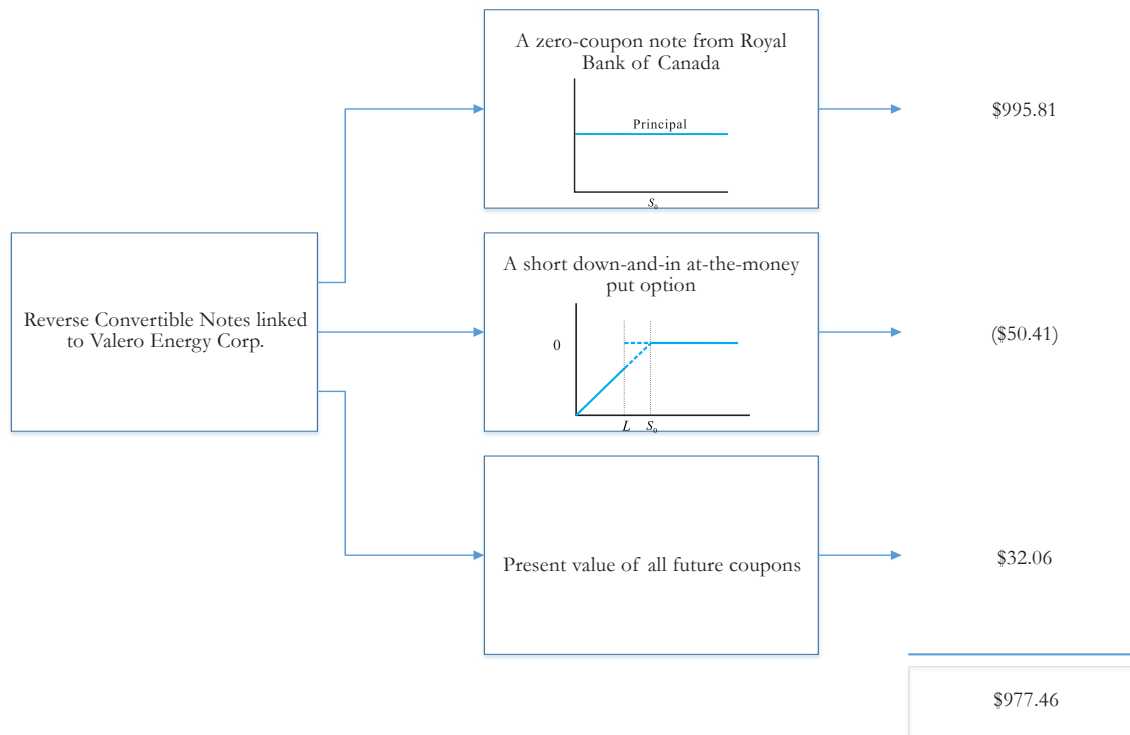 A zero-coupon note from Royal
Bank of Canada
Principal
S₀
$995.81
Reverse Convertible Notes linked
to Valero Energy Corp.
A short down-and-in at-the-money
put option
0
L S₀
($50.41)
Present value of all future coupons
$32.06
$977.46